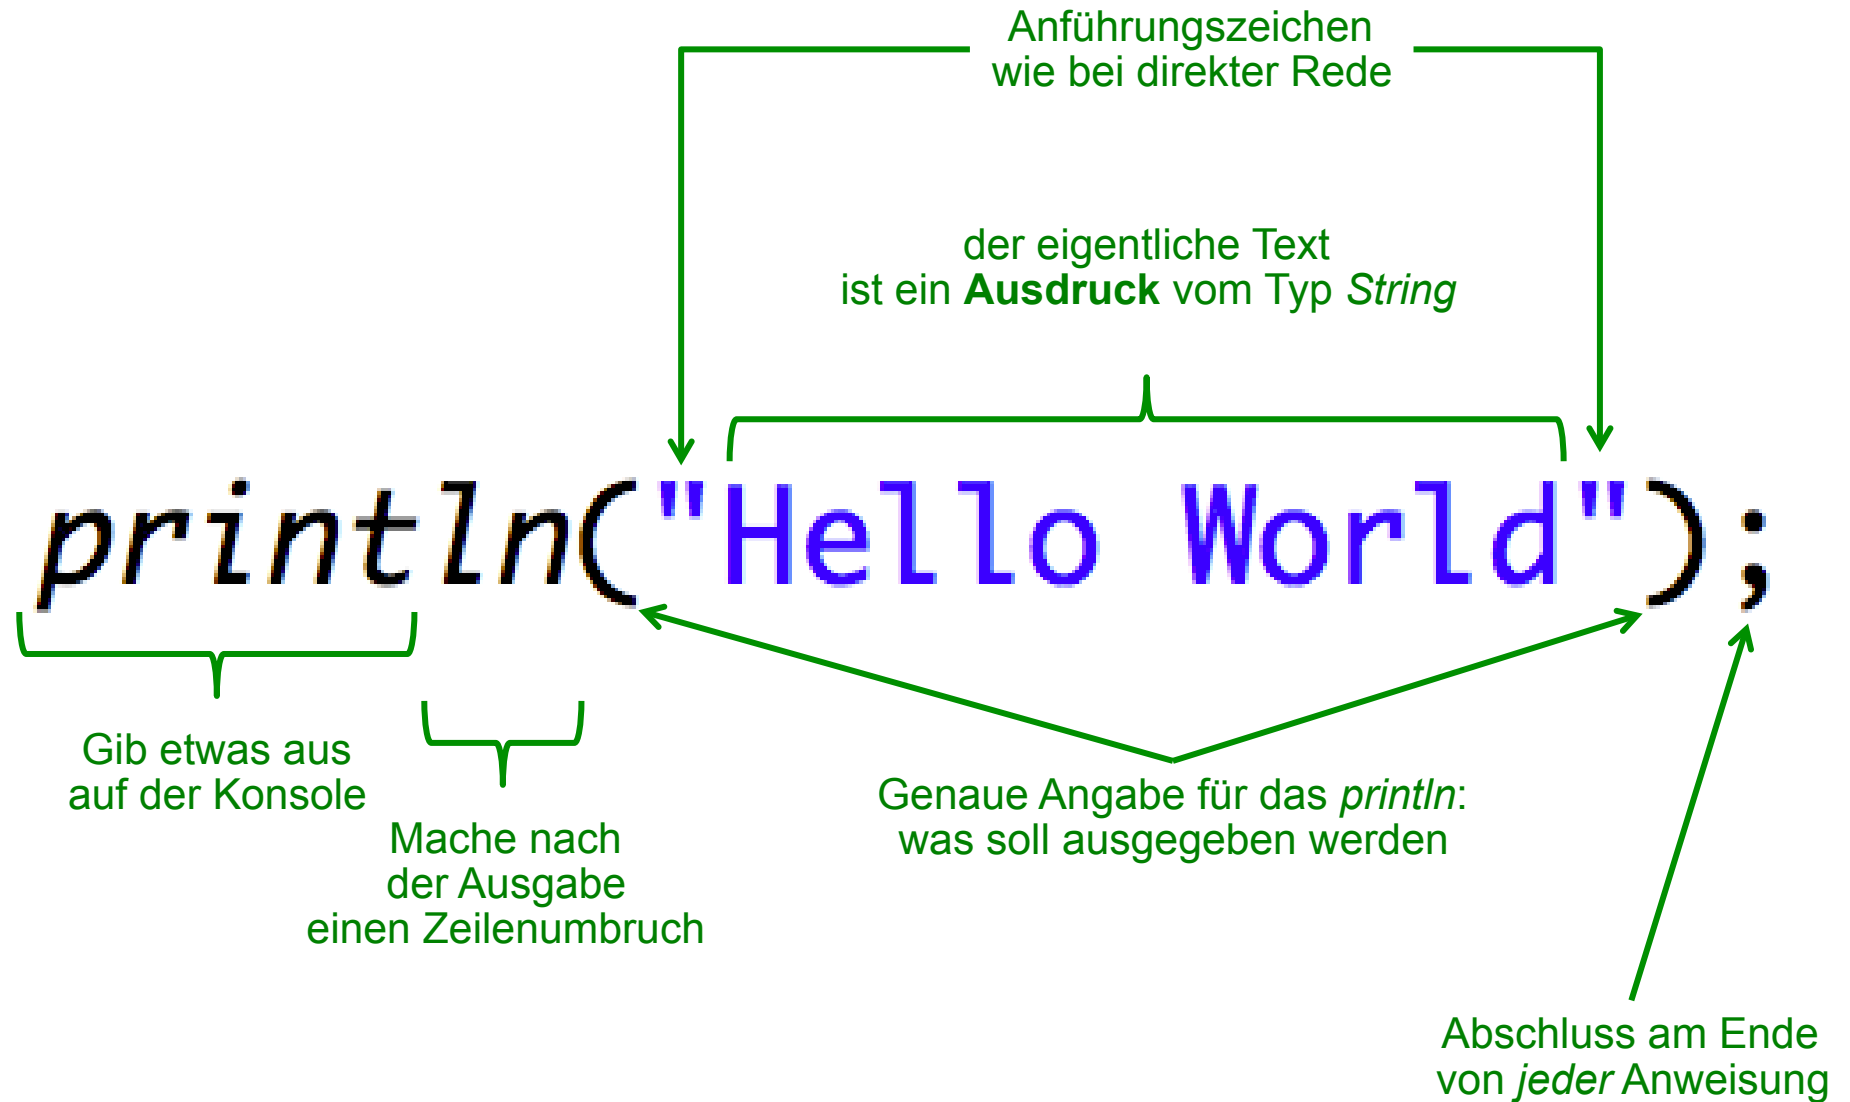 Anführungszeichen
wie bei direkter Rede
der eigentliche Text
ist ein Ausdruck vom Typ String
println("Hello World");
Gib etwas aus
auf der Konsole
Mache nach
der Ausgabe
einen Zeilenumbruch
Genaue Angabe für das println:
was soll ausgegeben werden
Abschluss am Ende
von jeder Anweisung